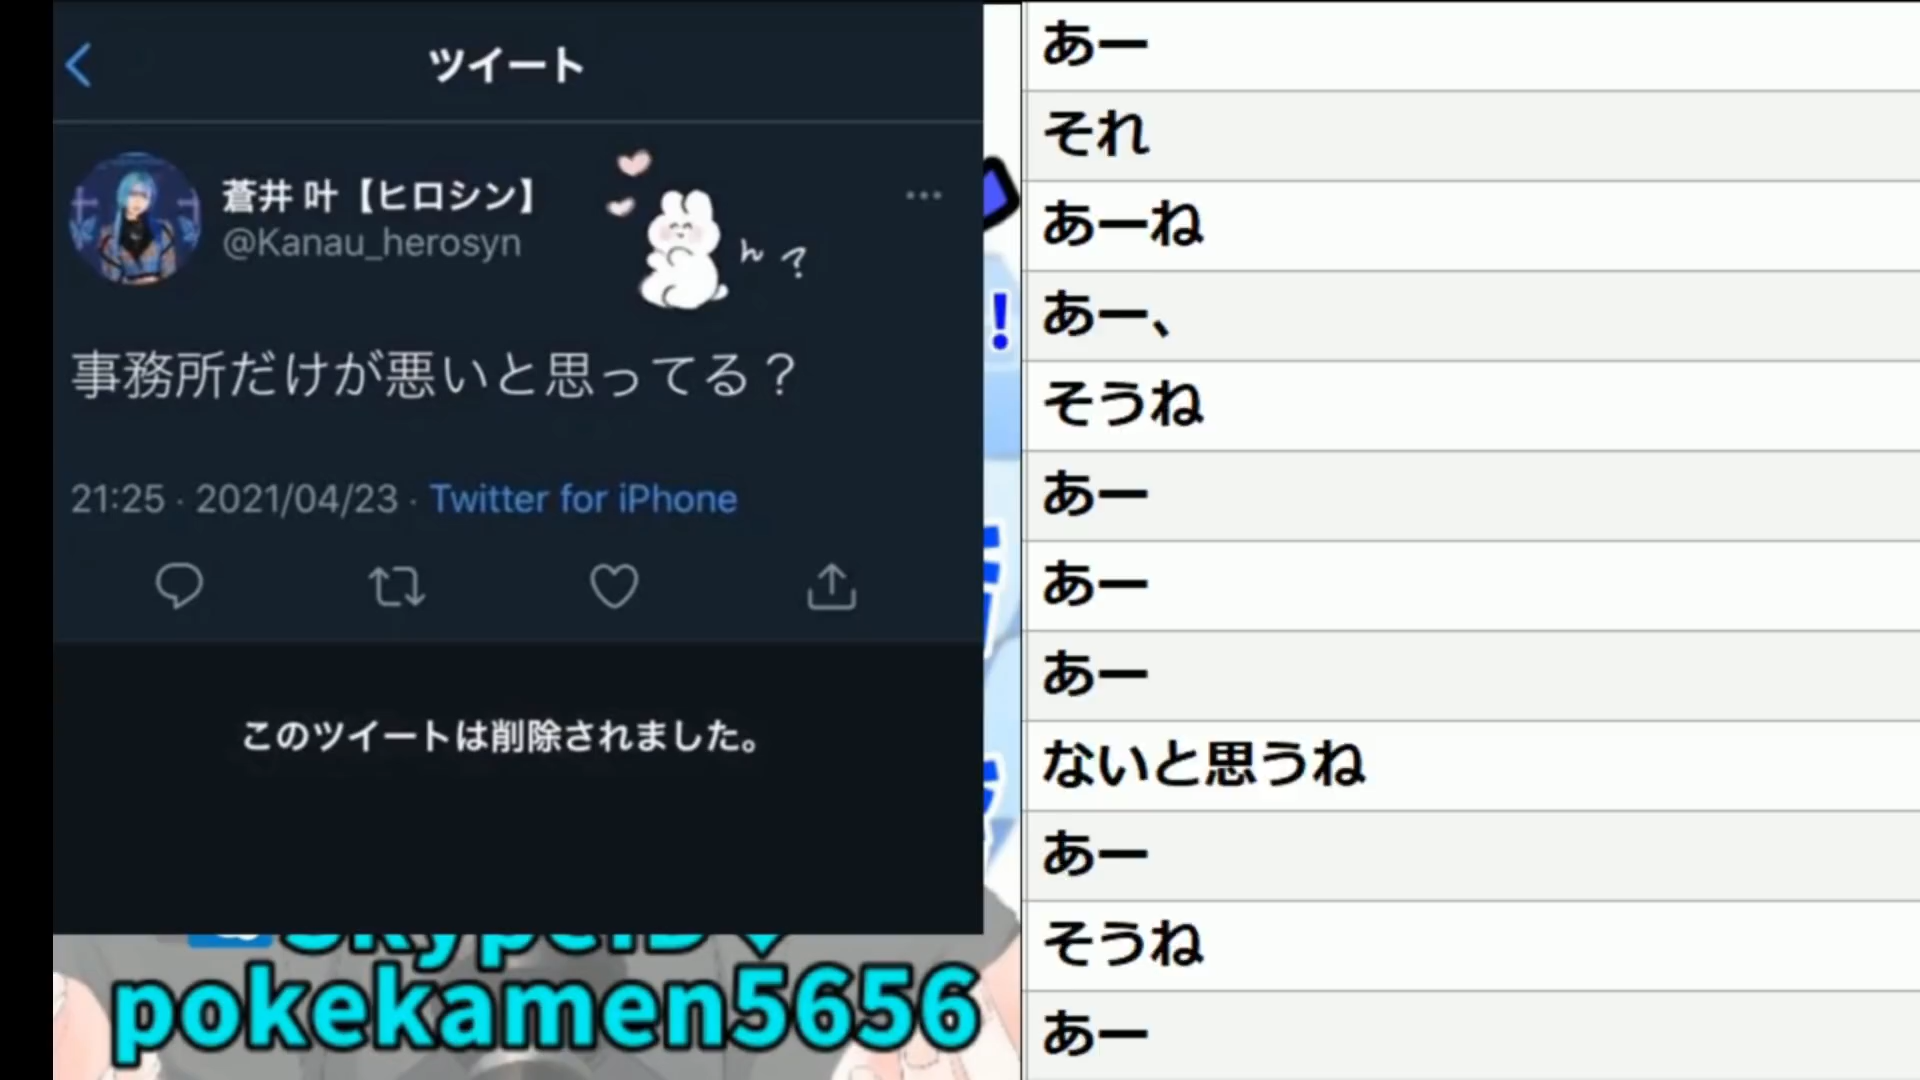 ツイート
蒼井 叶【ヒロシン】
@Kanau_herosyn
ん？
事務所だけが悪いと思ってる？
21:25 · 2021/04/23 · Twitter for iPhone
このツイートは削除されました。
pokekamen5656
!
あー
それ
あーね
あー、
そうね
あー
あー
あー
ないと思うね
あー
そうね
あー